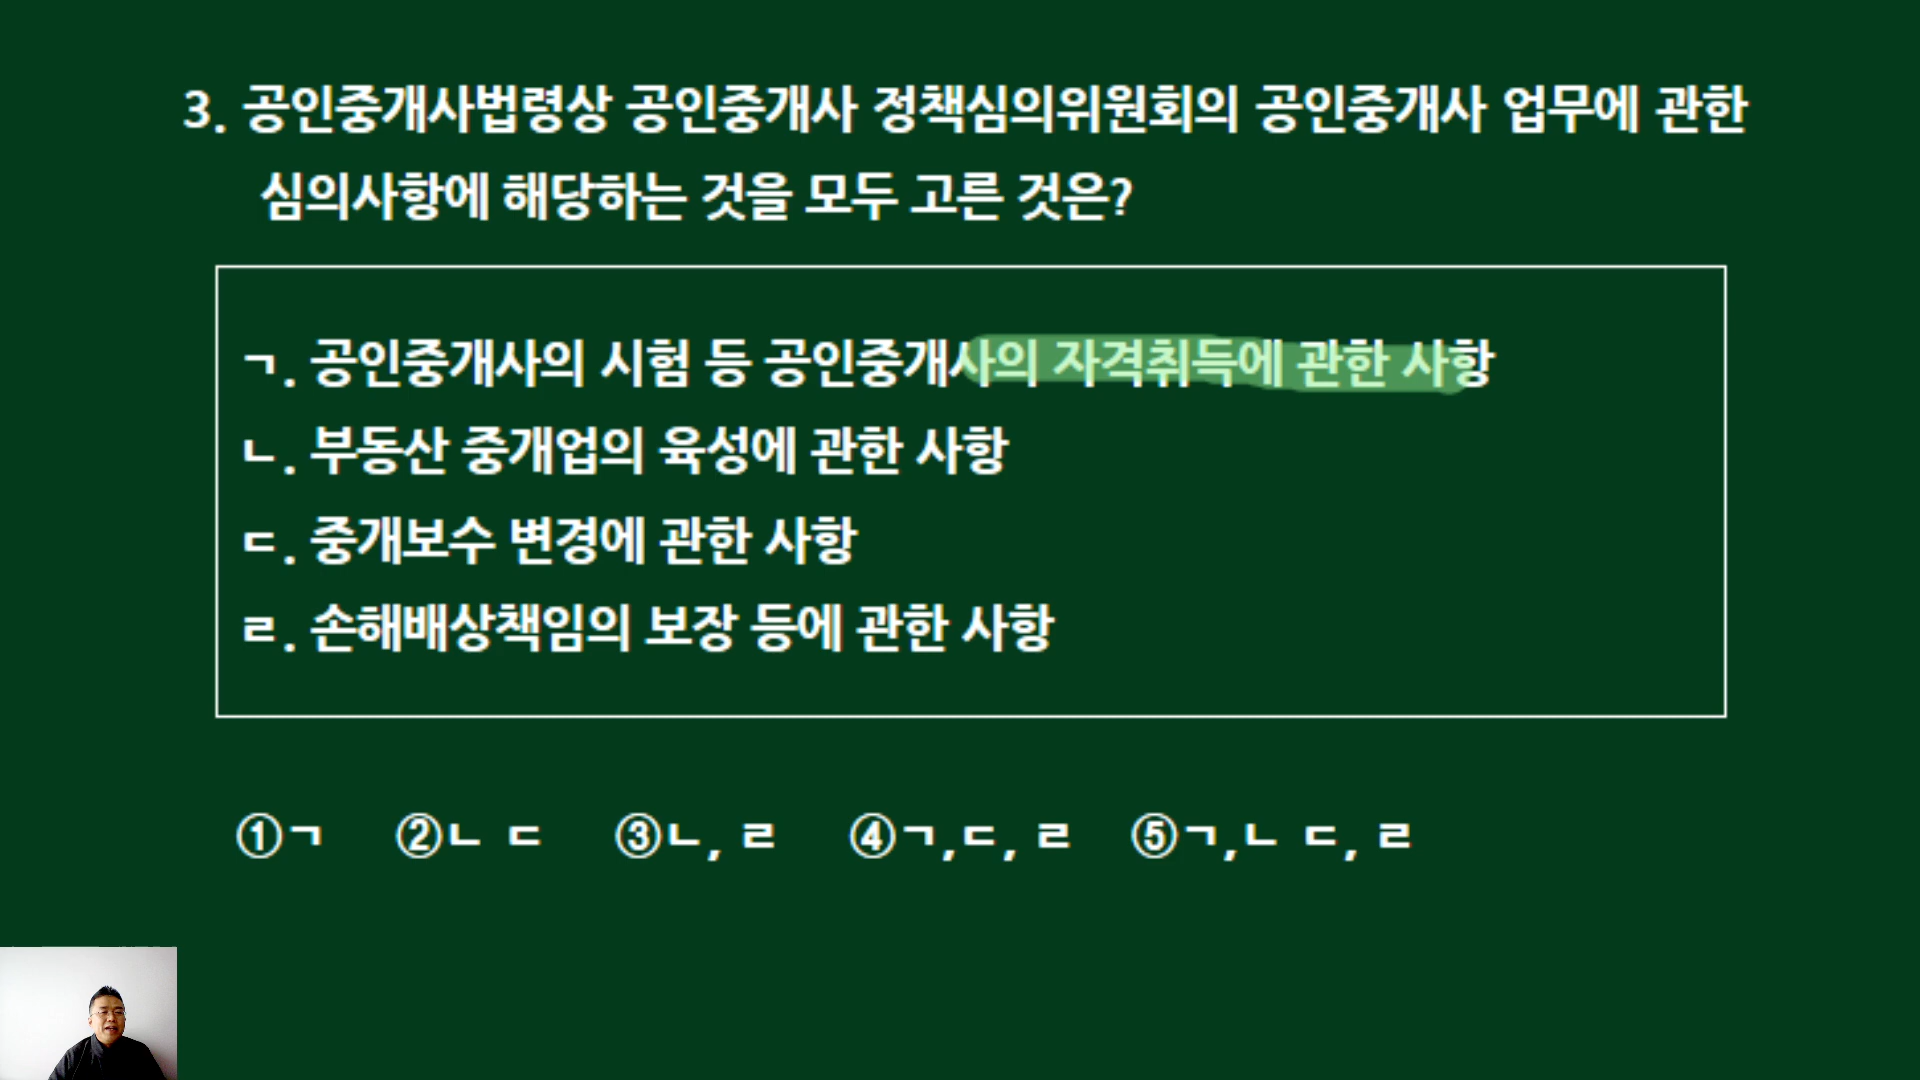 3. 공인중개사법령상 공인중개사 정책심의위원회의 공인중개사 업무에 관한
심의사항에 해당하는 것을 모두 고른 것은?
ㄱ. 공인중개사의 시험 등 공인중개사의 자격취득에 관한 사항
ㄴ. 부동산 중개업의 육성에 관한 사항
ㄷ. 중개보수 변경에 관한 사항
ㄹ. 손해배상책임의 보장 등에 관한 사항
①ㄱ ②ㄴ ㄷ ③ㄴ, ㄹ ④ㄱ,ㄷ, ㄹ ⑤ㄱ,ㄴ ㄷ, ㄹ